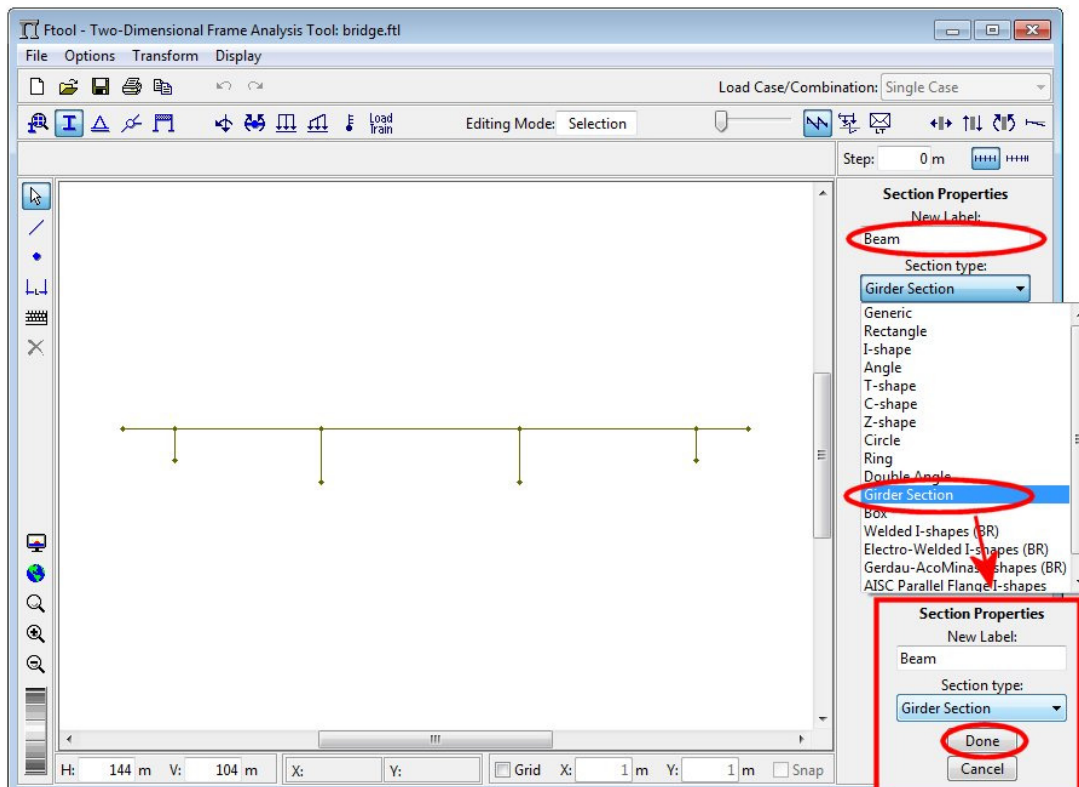 Ftool - Two-Dimensional Frame Analysis Tool: bridge.ftl
File Options Transform Display
Load Case/Combination: Single Case
Load Train
Editing Mode: Selection
Step: 0 m
Section Properties
New Label:
Beam
Section type:
Girder Section
Generic
Rectangle
I-shape
Angle
T-shape
C-shape
Z-shape
Circle
Ring
Double Angle
Girder Section
Box
Welded I-shapes (BR)
Electro-Welded I-shapes (BR)
Gerdau-AcoMinas I-shapes (BR)
AISC Parallel Flange I-shapes
Section Properties
New Label:
Beam
Section type:
Girder Section
Done
Cancel
H: 144 m V: 104 m X: Y: Grid X: 1 m Y: 1 m Snap